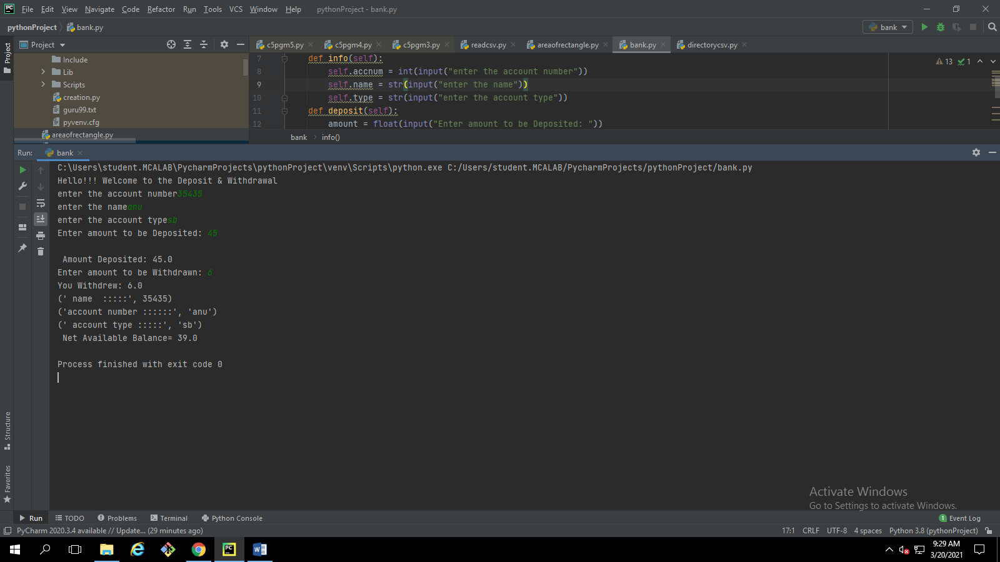 File Edit View Navigate Code Refactor Run Tools VCS Window Help pythonProject - bank.py
pythonProject bank.py
bank
Project
c5pgm5.py c5pgm4.py c5pgm3.py readcsv.py areaofrectangle.py bank.py directorycsv.py
Project
Include
Lib
Scripts
creation.py
guru99.txt
pyvenv.cfg
areaofrectangle.py
7 def info(self):
8 self.accnum = int(input("enter the account number"))
9 self.name = str(input("enter the name"))
10 self.type = str(input("enter the account type"))
11 def deposit(self):
12 amount = float(input("Enter amount to be Deposited: "))
13 1
bank info()
Run: bank
C:\Users\student.MCALAB\PycharmProjects\pythonProject\venv\Scripts\python.exe C:/Users/student.MCALAB/PycharmProjects/pythonProject/bank.py
Hello!!! Welcome to the Deposit & Withdrawal
enter the account number35435
enter the nameanu
enter the account typesb
Enter amount to be Deposited: 45
Amount Deposited: 45.0
Enter amount to be Withdrawn: 6
You Withdrew: 6.0
(' name  :::::', 35435)
('account number ::::::', 'anu')
(' account type :::::', 'sb')
Net Available Balance= 39.0
Process finished with exit code 0
Structure
Favorites
Activate Windows
Go to Settings to activate Windows.
Run TODO Problems Terminal Python Console
1 Event Log
PyCharm 2020.3.4 available // Update... (29 minutes ago)
17:1 CRLF UTF-8 4 spaces Python 3.8 (pythonProject)
9:29 AM
3/20/2021